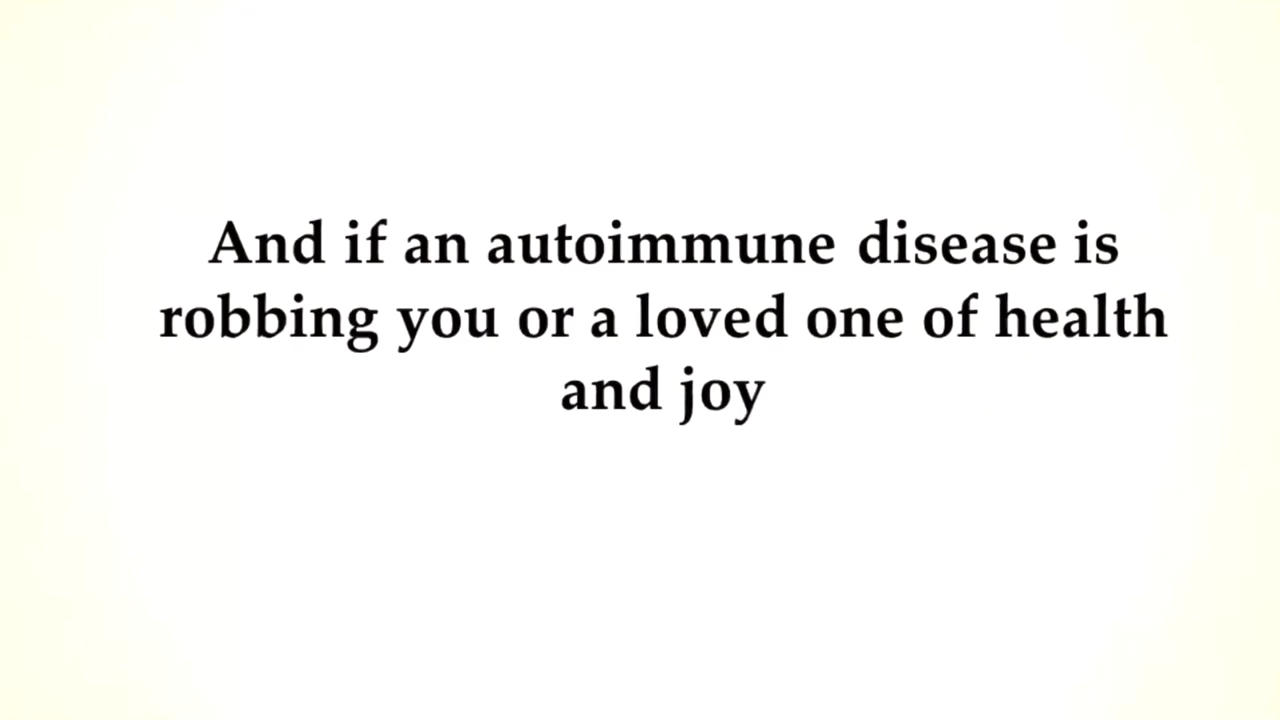 And if an autoimmune disease is
robbing you or a loved one of health
and joy